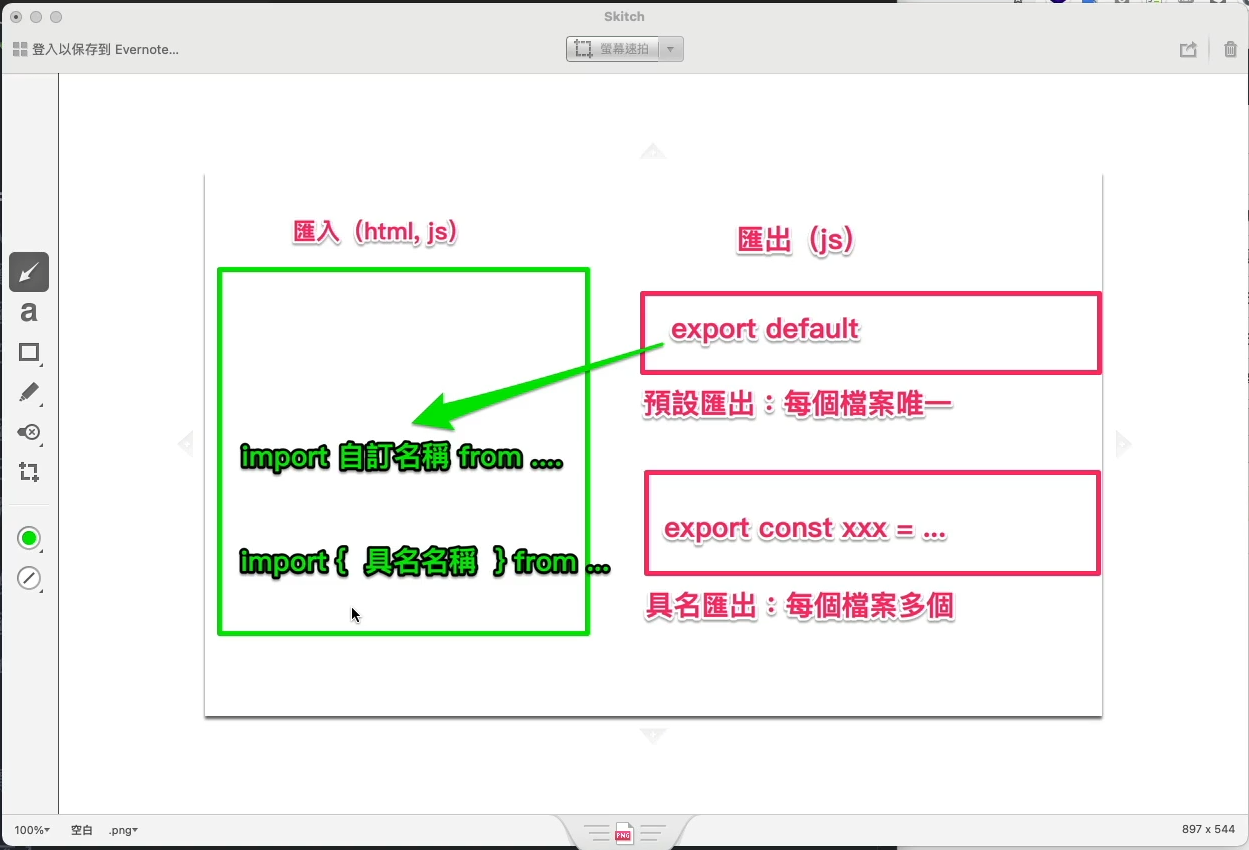 Skitch
登入以保存到 Evernote...
螢幕速拍
匯入（html, js）
匯出（js）
export default
預設匯出：每個檔案唯一
import 自訂名稱 from ....
export const xxx = ...
import { 具名名稱 } from ...
具名匯出：每個檔案多個
a
100%
空白
.png
PNG
897 x 544